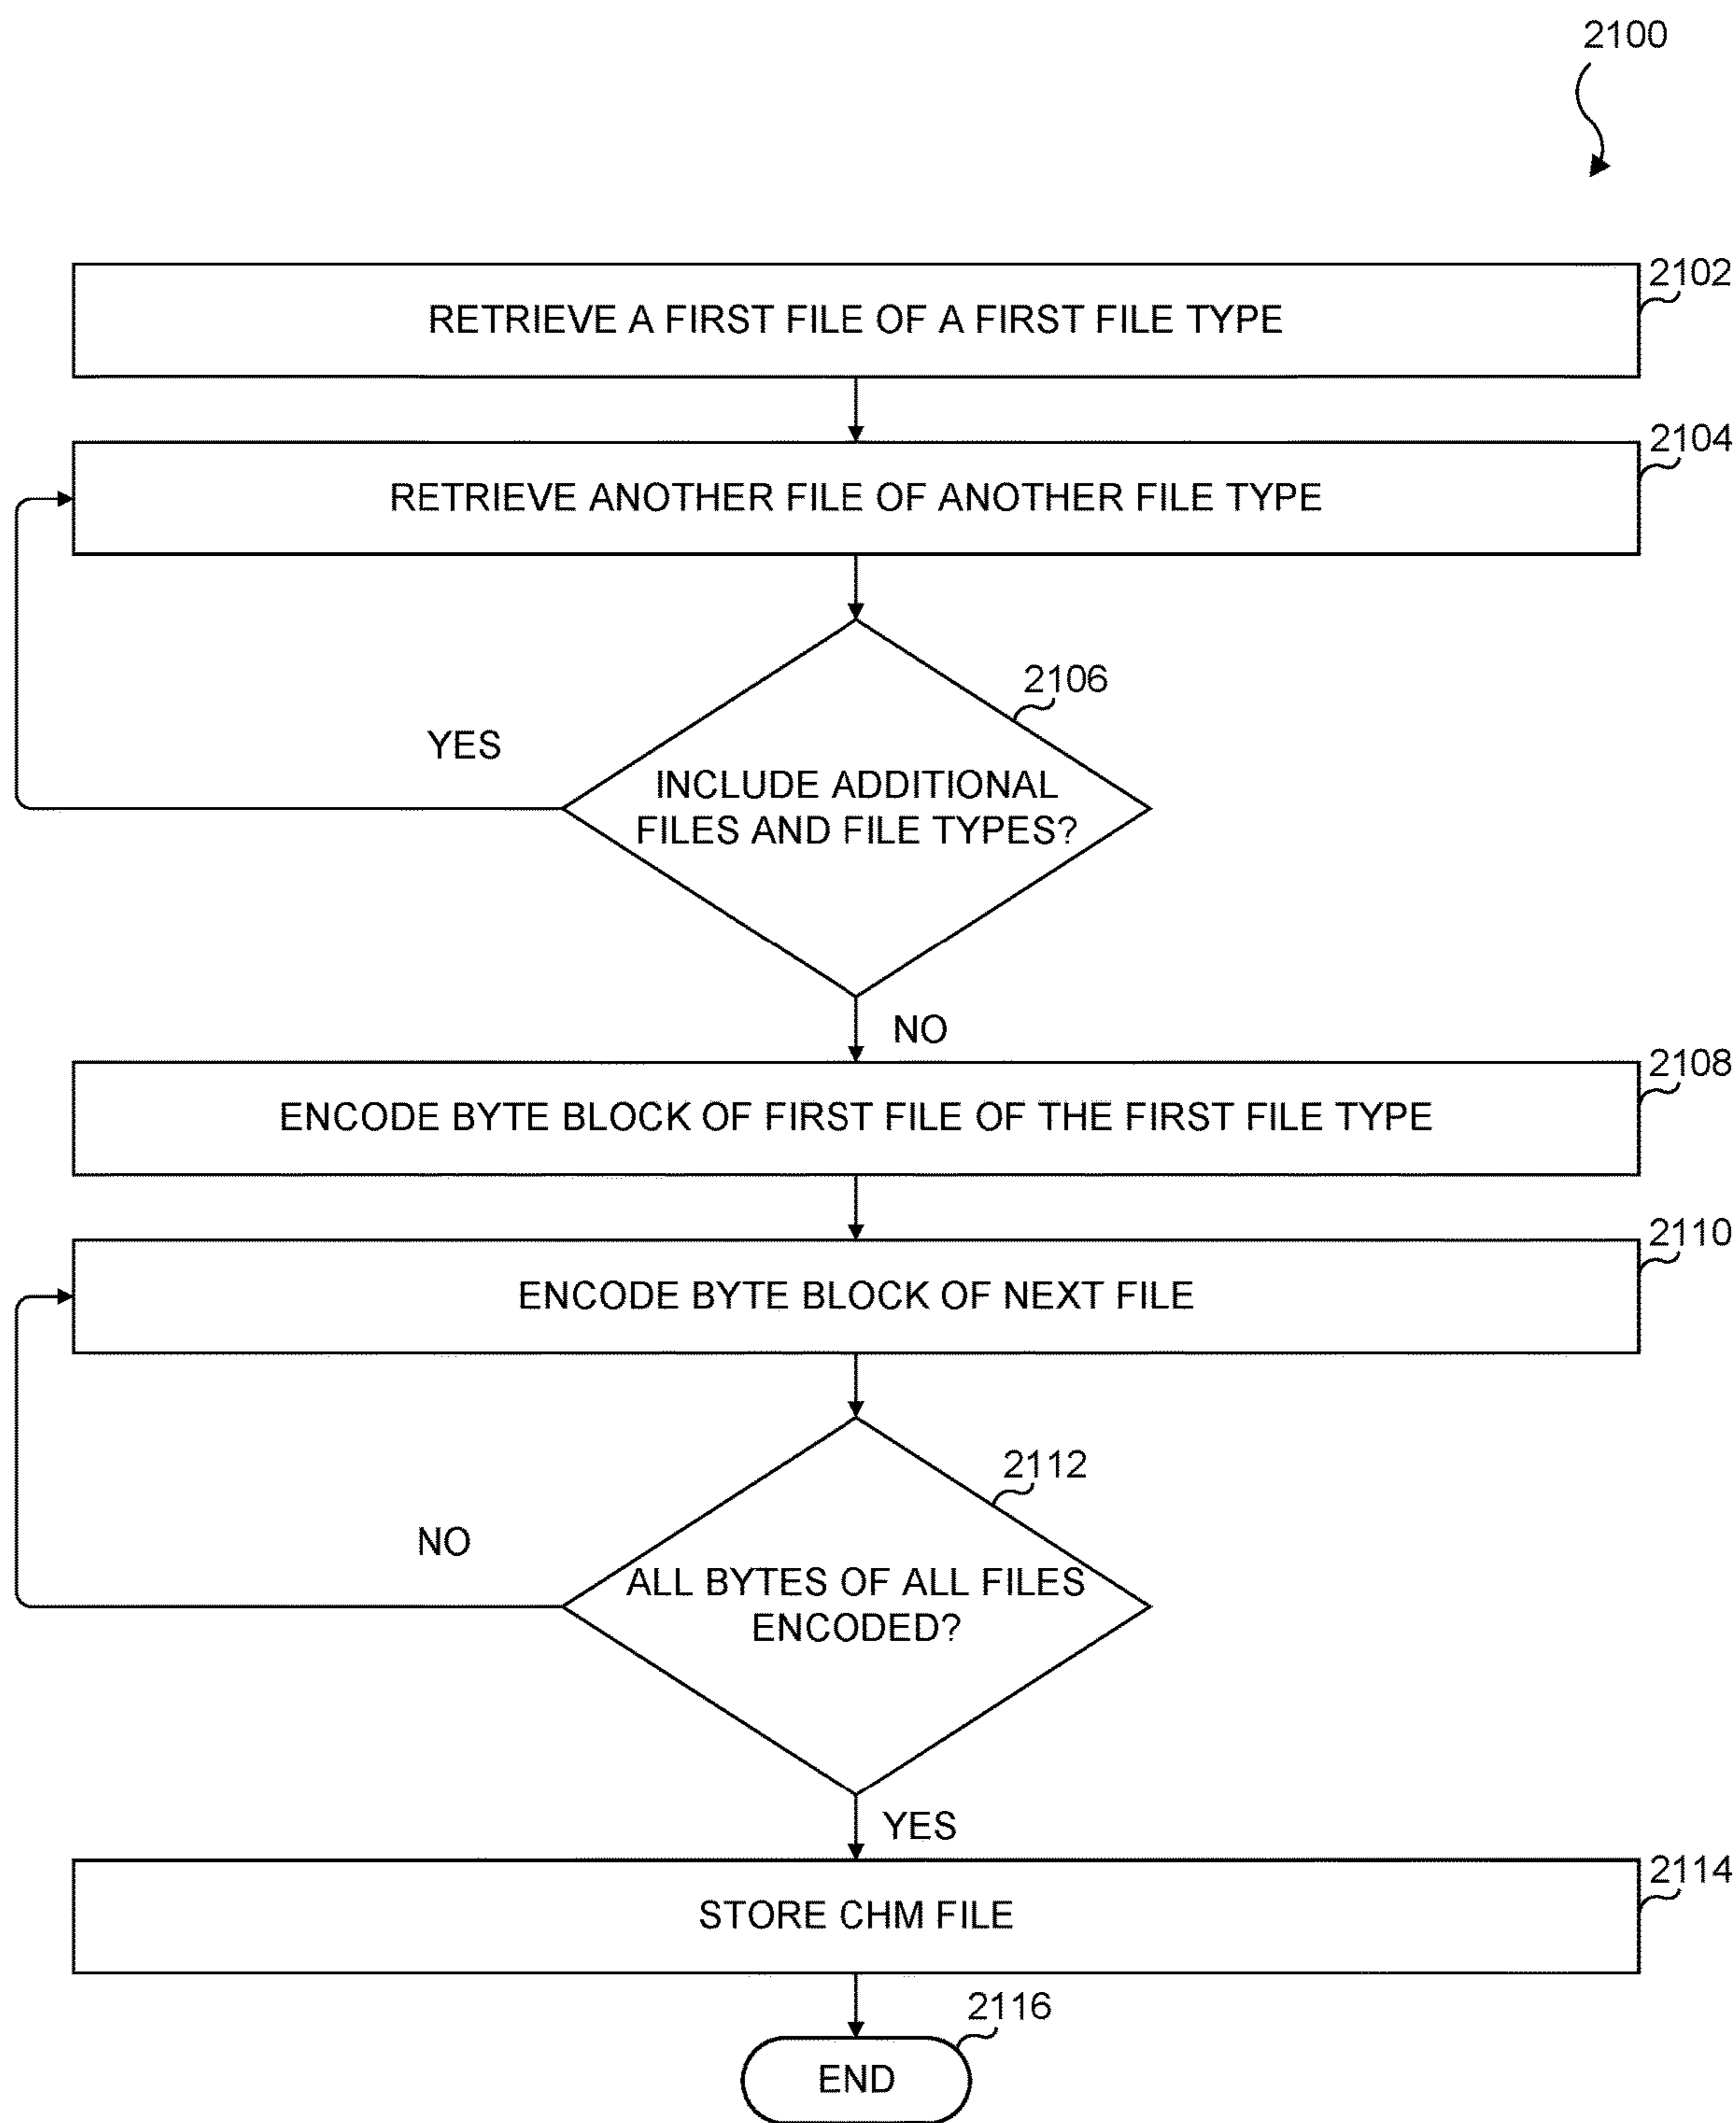 2100
2102
RETRIEVE A FIRST FILE OF A FIRST FILE TYPE
2104
RETRIEVE ANOTHER FILE OF ANOTHER FILE TYPE
2106
YES
INCLUDE ADDITIONAL
FILES AND FILE TYPES?
NO
2108
ENCODE BYTE BLOCK OF FIRST FILE OF THE FIRST FILE TYPE
2110
ENCODE BYTE BLOCK OF NEXT FILE
2112
NO
ALL BYTES OF ALL FILES
ENCODED?
YES
2114
STORE CHM FILE
2116
END